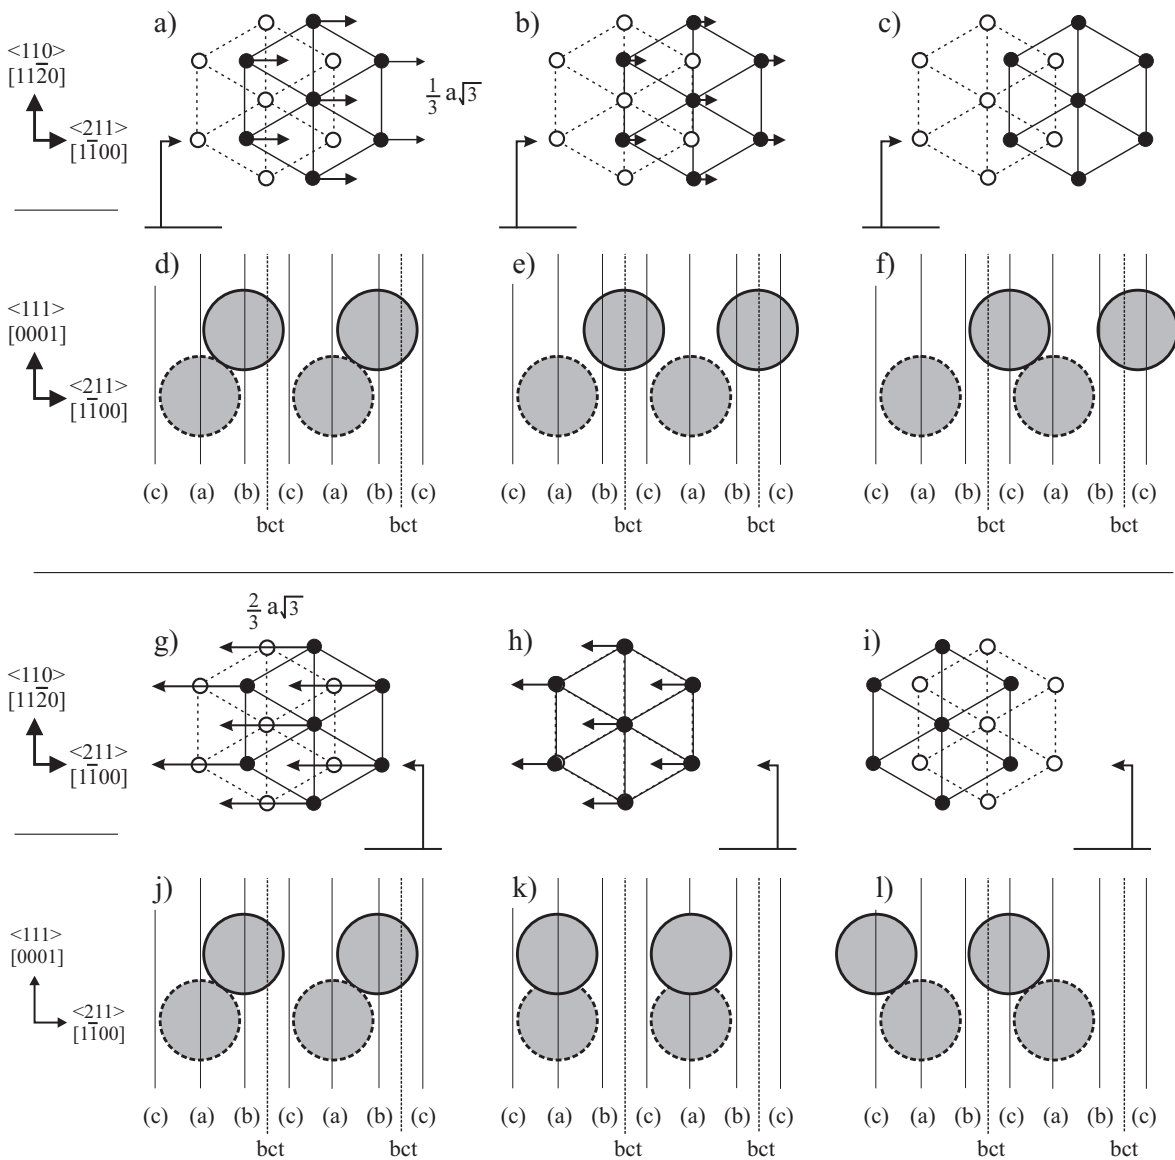 a) b) c)
<110>
[112̄0]
1/3 a√3
<211>
[11̄00]
d) e) f)
<111>
[0001]
<211>
[11̄00]
(c) (a) (b) (c) (a) (b) (c) (c) (a) (b) (c) (a) (b) (c) (c) (a) (b) (c) (a) (b) (c)
bct bct bct bct bct bct
2/3 a√3
g) h) i)
<110>
[112̄0]
<211>
[11̄00]
j) k) l)
<111>
[0001]
<211>
[11̄00]
(c) (a) (b) (c) (a) (b) (c) (c) (a) (b) (c) (a) (b) (c) (c) (a) (b) (c) (a) (b) (c)
bct bct bct bct bct bct